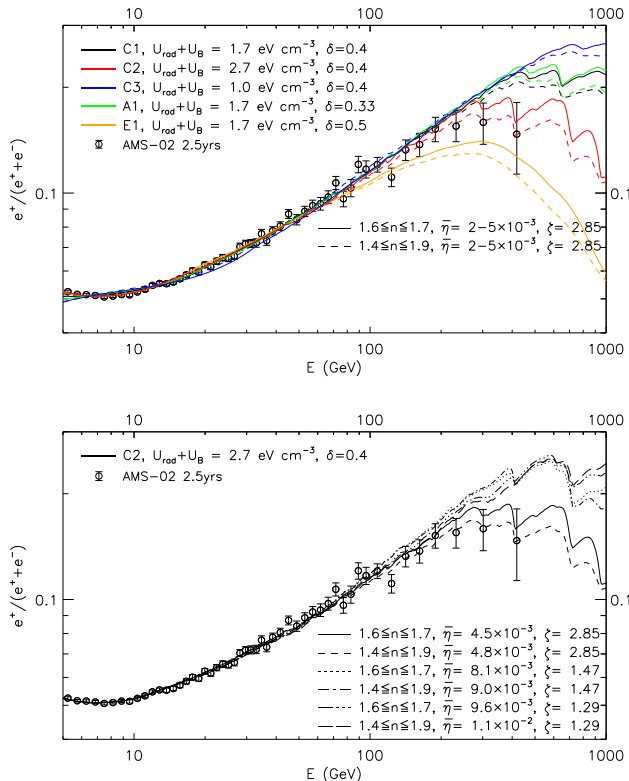 10 100 1000
C1, U_rad+U_B = 1.7 eV cm⁻³, δ=0.4
C2, U_rad+U_B = 2.7 eV cm⁻³, δ=0.4
C3, U_rad+U_B = 1.0 eV cm⁻³, δ=0.4
A1, U_rad+U_B = 1.7 eV cm⁻³, δ=0.33
E1, U_rad+U_B = 1.7 eV cm⁻³, δ=0.5
AMS-02 2.5yrs
e⁺/(e⁺+e⁻)
0.1 0.1
1.6≦n≦1.7, η̅= 2-5×10⁻³, ζ= 2.85
1.4≦n≦1.9, η̅= 2-5×10⁻³, ζ= 2.85
10 100 1000
E (GeV)
10 100 1000
C2, U_rad+U_B = 2.7 eV cm⁻³, δ=0.4
AMS-02 2.5yrs
e⁺/(e⁺+e⁻)
0.1 0.1
1.6≦n≦1.7, η̅= 4.5×10⁻³, ζ= 2.85
1.4≦n≦1.9, η̅= 4.8×10⁻³, ζ= 2.85
1.6≦n≦1.7, η̅= 8.1×10⁻³, ζ= 1.47
1.4≦n≦1.9, η̅= 9.0×10⁻³, ζ= 1.47
1.6≦n≦1.7, η̅= 9.6×10⁻³, ζ= 1.29
1.4≦n≦1.9, η̅= 1.1×10⁻², ζ= 1.29
10 100 1000
E (GeV)